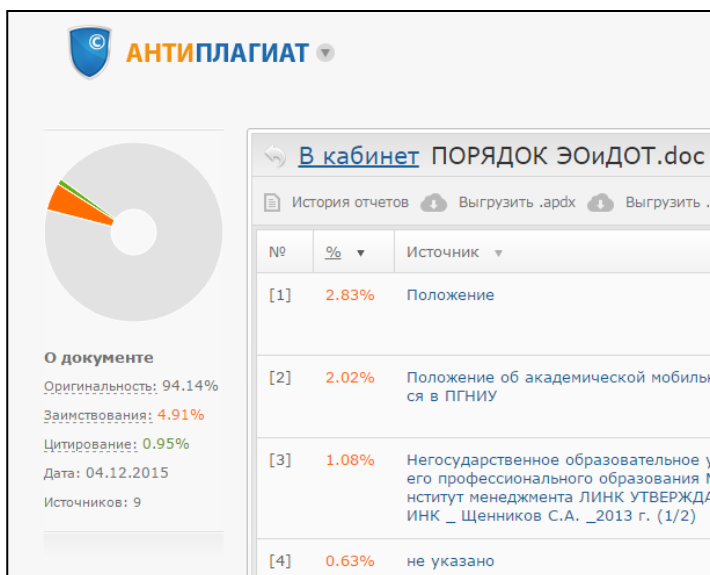 ©
АНТИПЛАГИАТ
В кабинет ПОРЯДОК ЭОиДОТ.doc
История отчетов Выгрузить .apdx Выгрузить .
№ % Источник
[1] 2.83% Положение
[2] 2.02% Положение об академической мобильн
ся в ПГНИУ
[3] 1.08% Негосударственное образовательное у
его профессионального образования М
нститут менеджмента ЛИНК УТВЕРЖДА
ИНК _ Щенников С.А. _2013 г. (1/2)
[4] 0.63% не указано
О документе
Оригинальность: 94.14%
Заимствования: 4.91%
Цитирование: 0.95%
Дата: 04.12.2015
Источников: 9